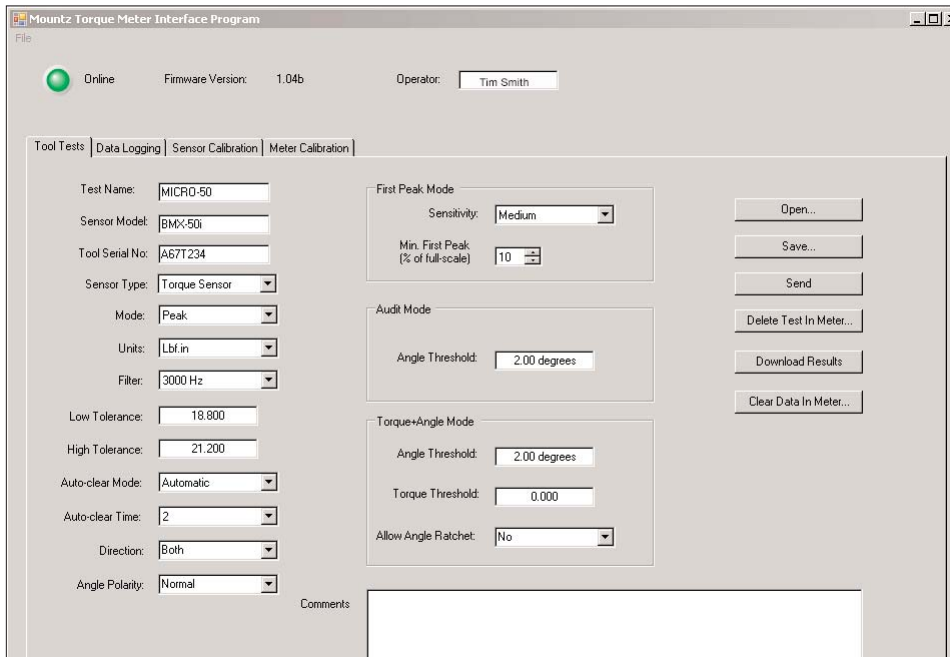 Mountz Torque Meter Interface Program
File
Online
Firmware Version: 1.04b
Operator: Tim Smith
Tool Tests Data Logging Sensor Calibration Meter Calibration
Test Name: MICRO-50
Sensor Model: BMX-50i
Tool Serial No: A67T234
Sensor Type: Torque Sensor
Mode: Peak
Units: Lbf.in
Filter: 3000 Hz
Low Tolerance: 18.800
High Tolerance: 21.200
Auto-clear Mode: Automatic
Auto-clear Time: 2
Direction: Both
Angle Polarity: Normal
First Peak Mode
Sensitivity: Medium
Min. First Peak
(% of full-scale) 10
Audit Mode
Angle Threshold: 2.00 degrees
Torque+Angle Mode
Angle Threshold: 2.00 degrees
Torque Threshold: 0.000
Allow Angle Ratchet: No
Open...
Save...
Send
Delete Test In Meter...
Download Results
Clear Data In Meter...
Comments